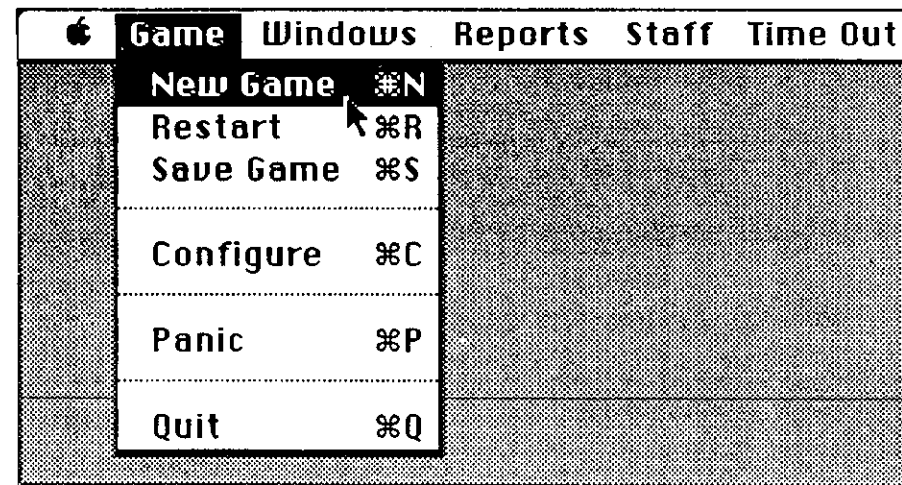 Game Windows Reports Staff Time Out
New Game ⌘N
Restart ⌘R
Save Game ⌘S
Configure ⌘C
Panic ⌘P
Quit ⌘Q